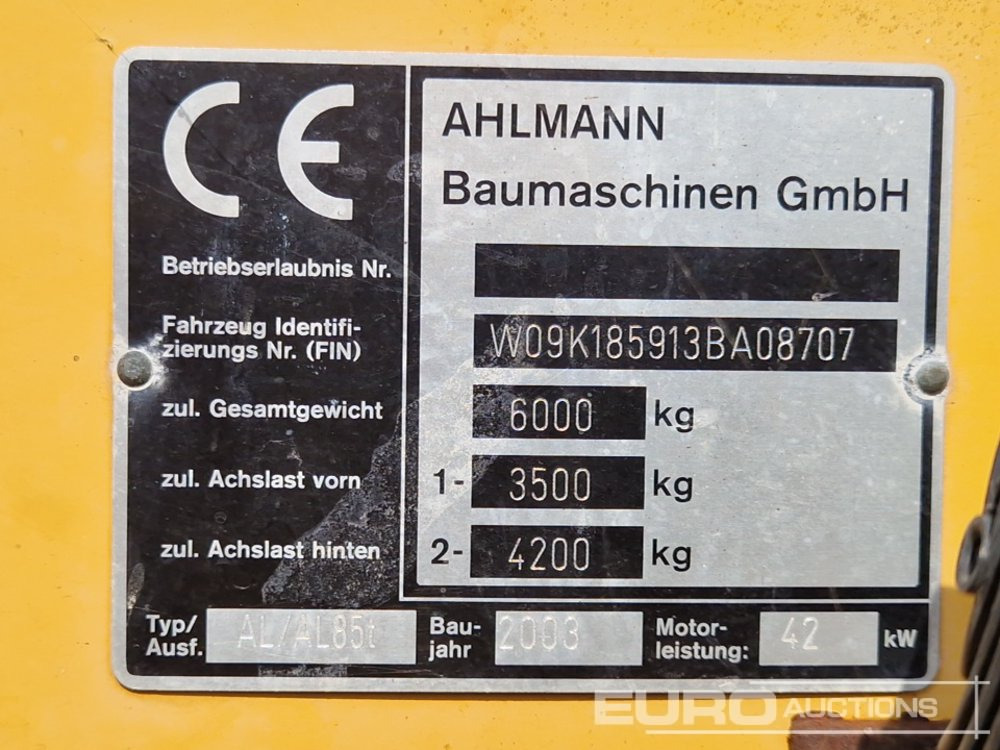 CE
AHLMANN
Baumaschinen GmbH
Betriebserlaubnis Nr.
Fahrzeug Identifi-
zierungs Nr. (FIN) W09K185913BA08707
zul. Gesamtgewicht 6000 kg
zul. Achslast vorn 1- 3500 kg
zul. Achslast hinten 2- 4200 kg
Typ/
Ausf. AL/AL85t
Bau-
jahr 2003
Motor-
leistung: 42 kW
EURO AUCTIONS